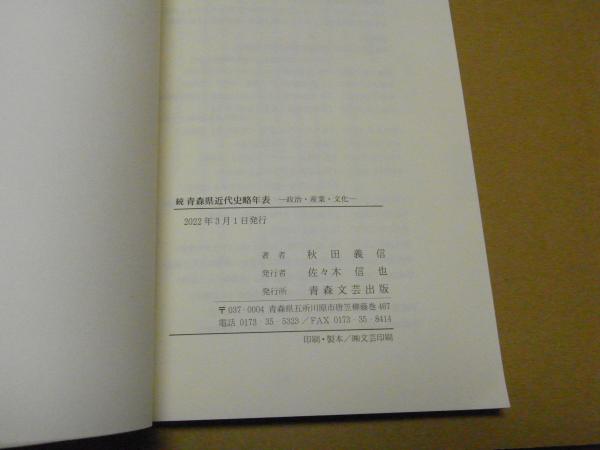 続 青森県近代史略年表 ―政治・産業・文化―
2022年3月1日発行
著者 秋田義信
発行者 佐々木信也
発行所 青森文芸出版
〒037-0004 青森県五所川原市唐笠柳藤巻467
電話 0173-35-5323/FAX 0173-35-8414
印刷・製本/㈱文芸印刷